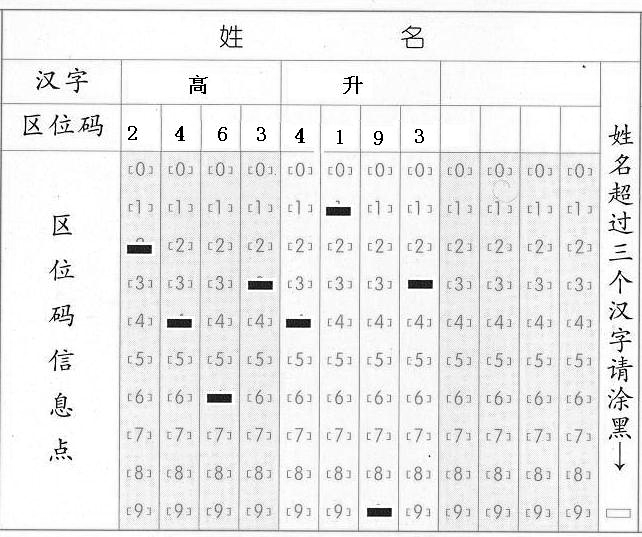 姓 名
汉字 高 升
区位码 2 4 6 3 4 1 9 3
区位码信息点
[0] [0] [0] [0] [0] [0] [0] [0] [0] [0] [0] [0]
[1] [1] [1] [1] [1] [1] [1] [1] [1] [1] [1]
[2] [2] [2] [2] [2] [2] [2] [2] [2] [2] [2]
[3] [3] [3] [3] [3] [3] [3] [3] [3] [3]
[4] [4] [4] [4] [4] [4] [4] [4] [4] [4]
[5] [5] [5] [5] [5] [5] [5] [5] [5] [5] [5] [5]
[6] [6] [6] [6] [6] [6] [6] [6] [6] [6] [6]
[7] [7] [7] [7] [7] [7] [7] [7] [7] [7] [7] [7]
[8] [8] [8] [8] [8] [8] [8] [8] [8] [8] [8] [8]
[9] [9] [9] [9] [9] [9] [9] [9] [9] [9] [9]
姓名超过三个汉字请涂黑↓